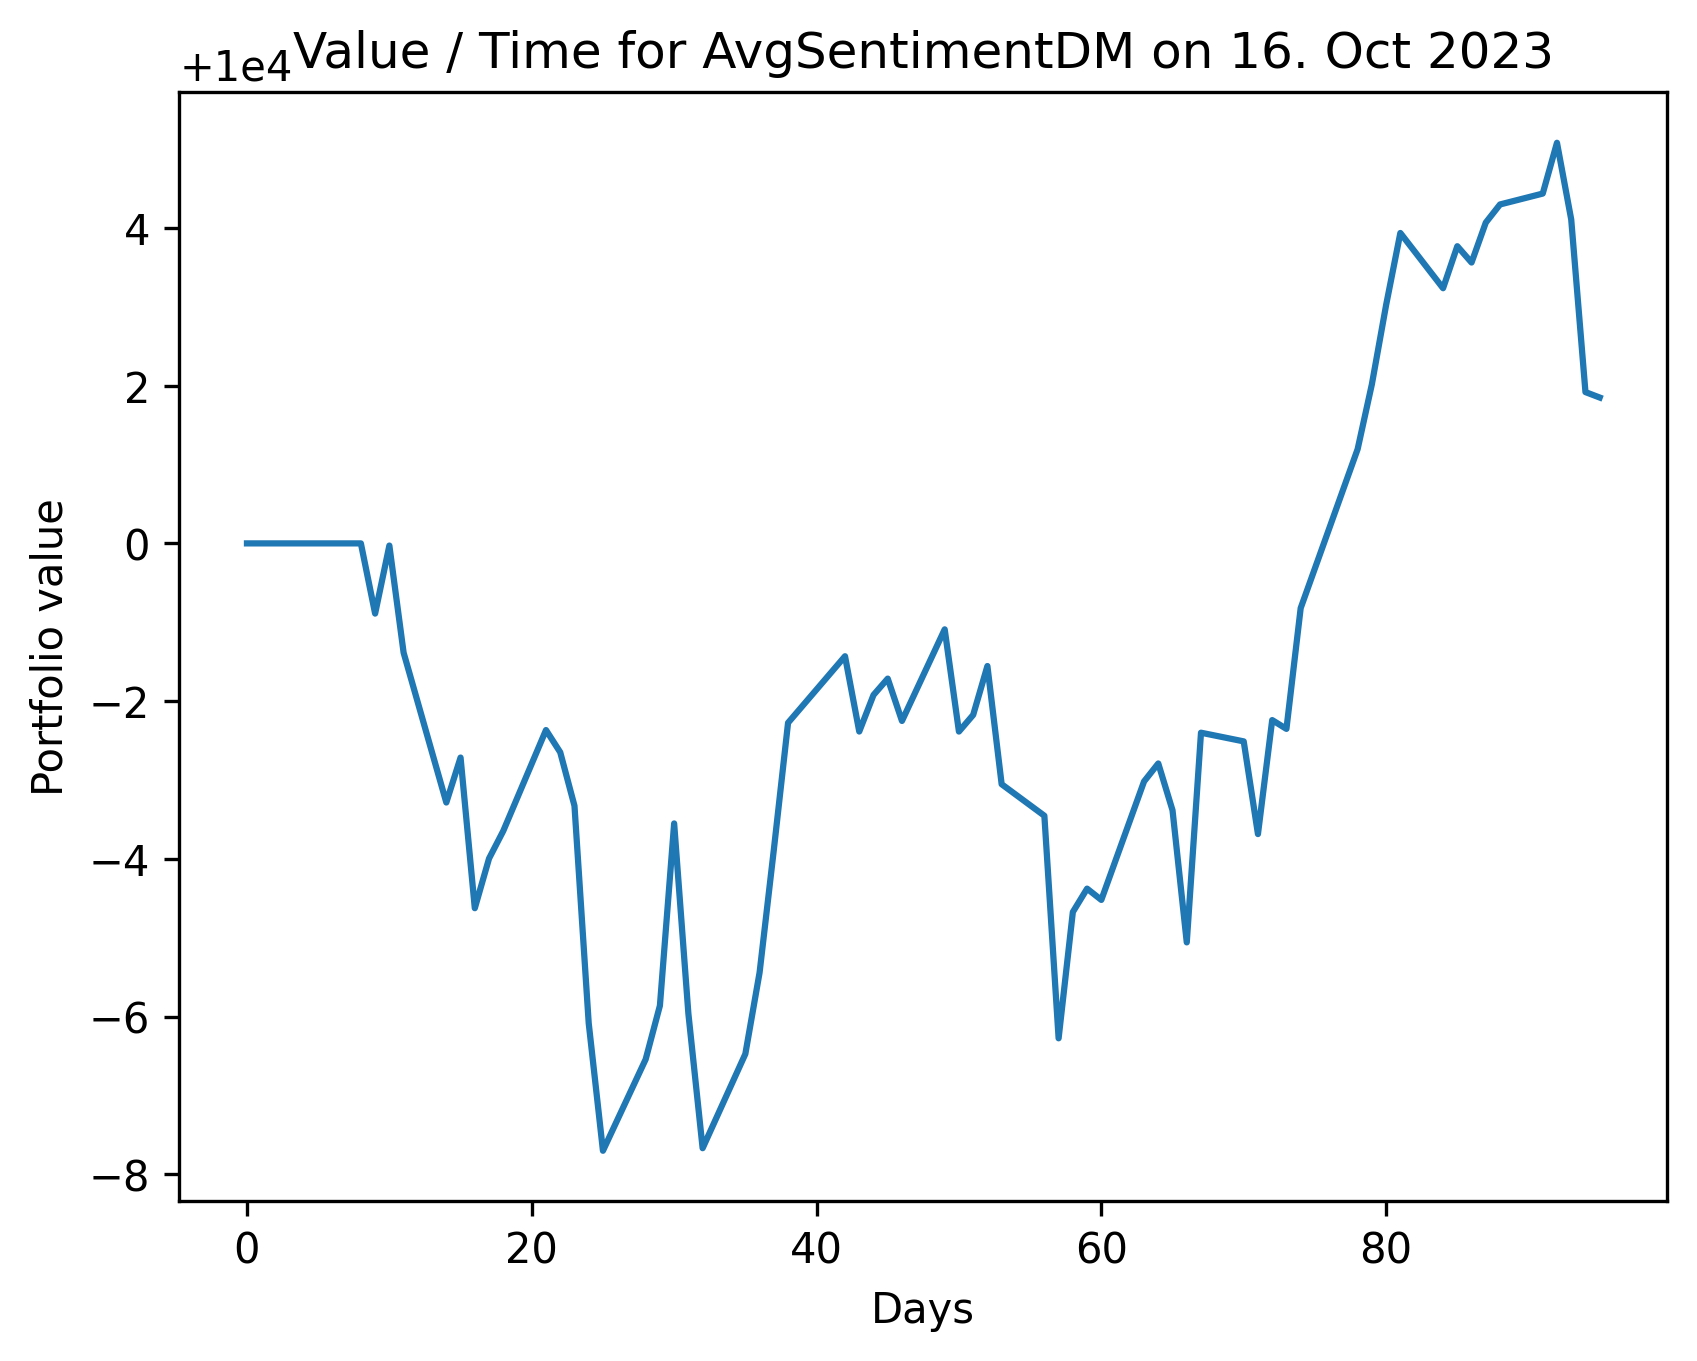 Value / Time for AvgSentimentDM on 16. Oct 2023
+1e4
4
2
0
−2
−4
−6
−8
Portfolio value
0 20 40 60 80
Days